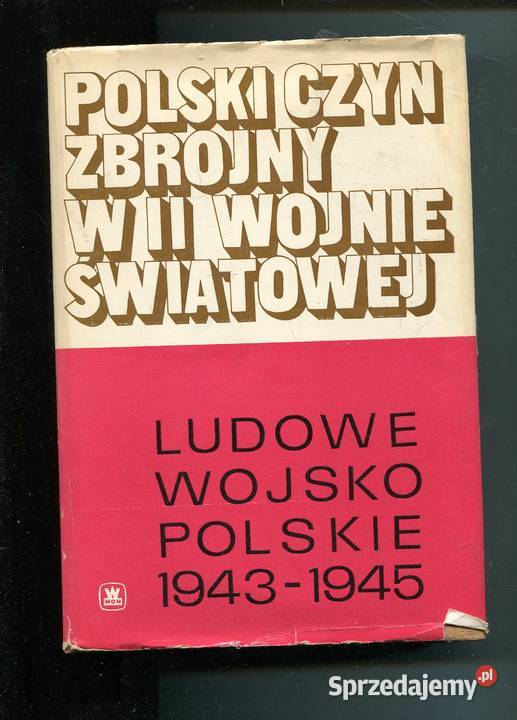 POLSKI CZYN
ZBROJNY
W II WOJNIE
ŚWIATOWEJ
LUDOWE
WOJSKO
POLSKIE
1943-1945
W
MON
Sprzedajemy.pl